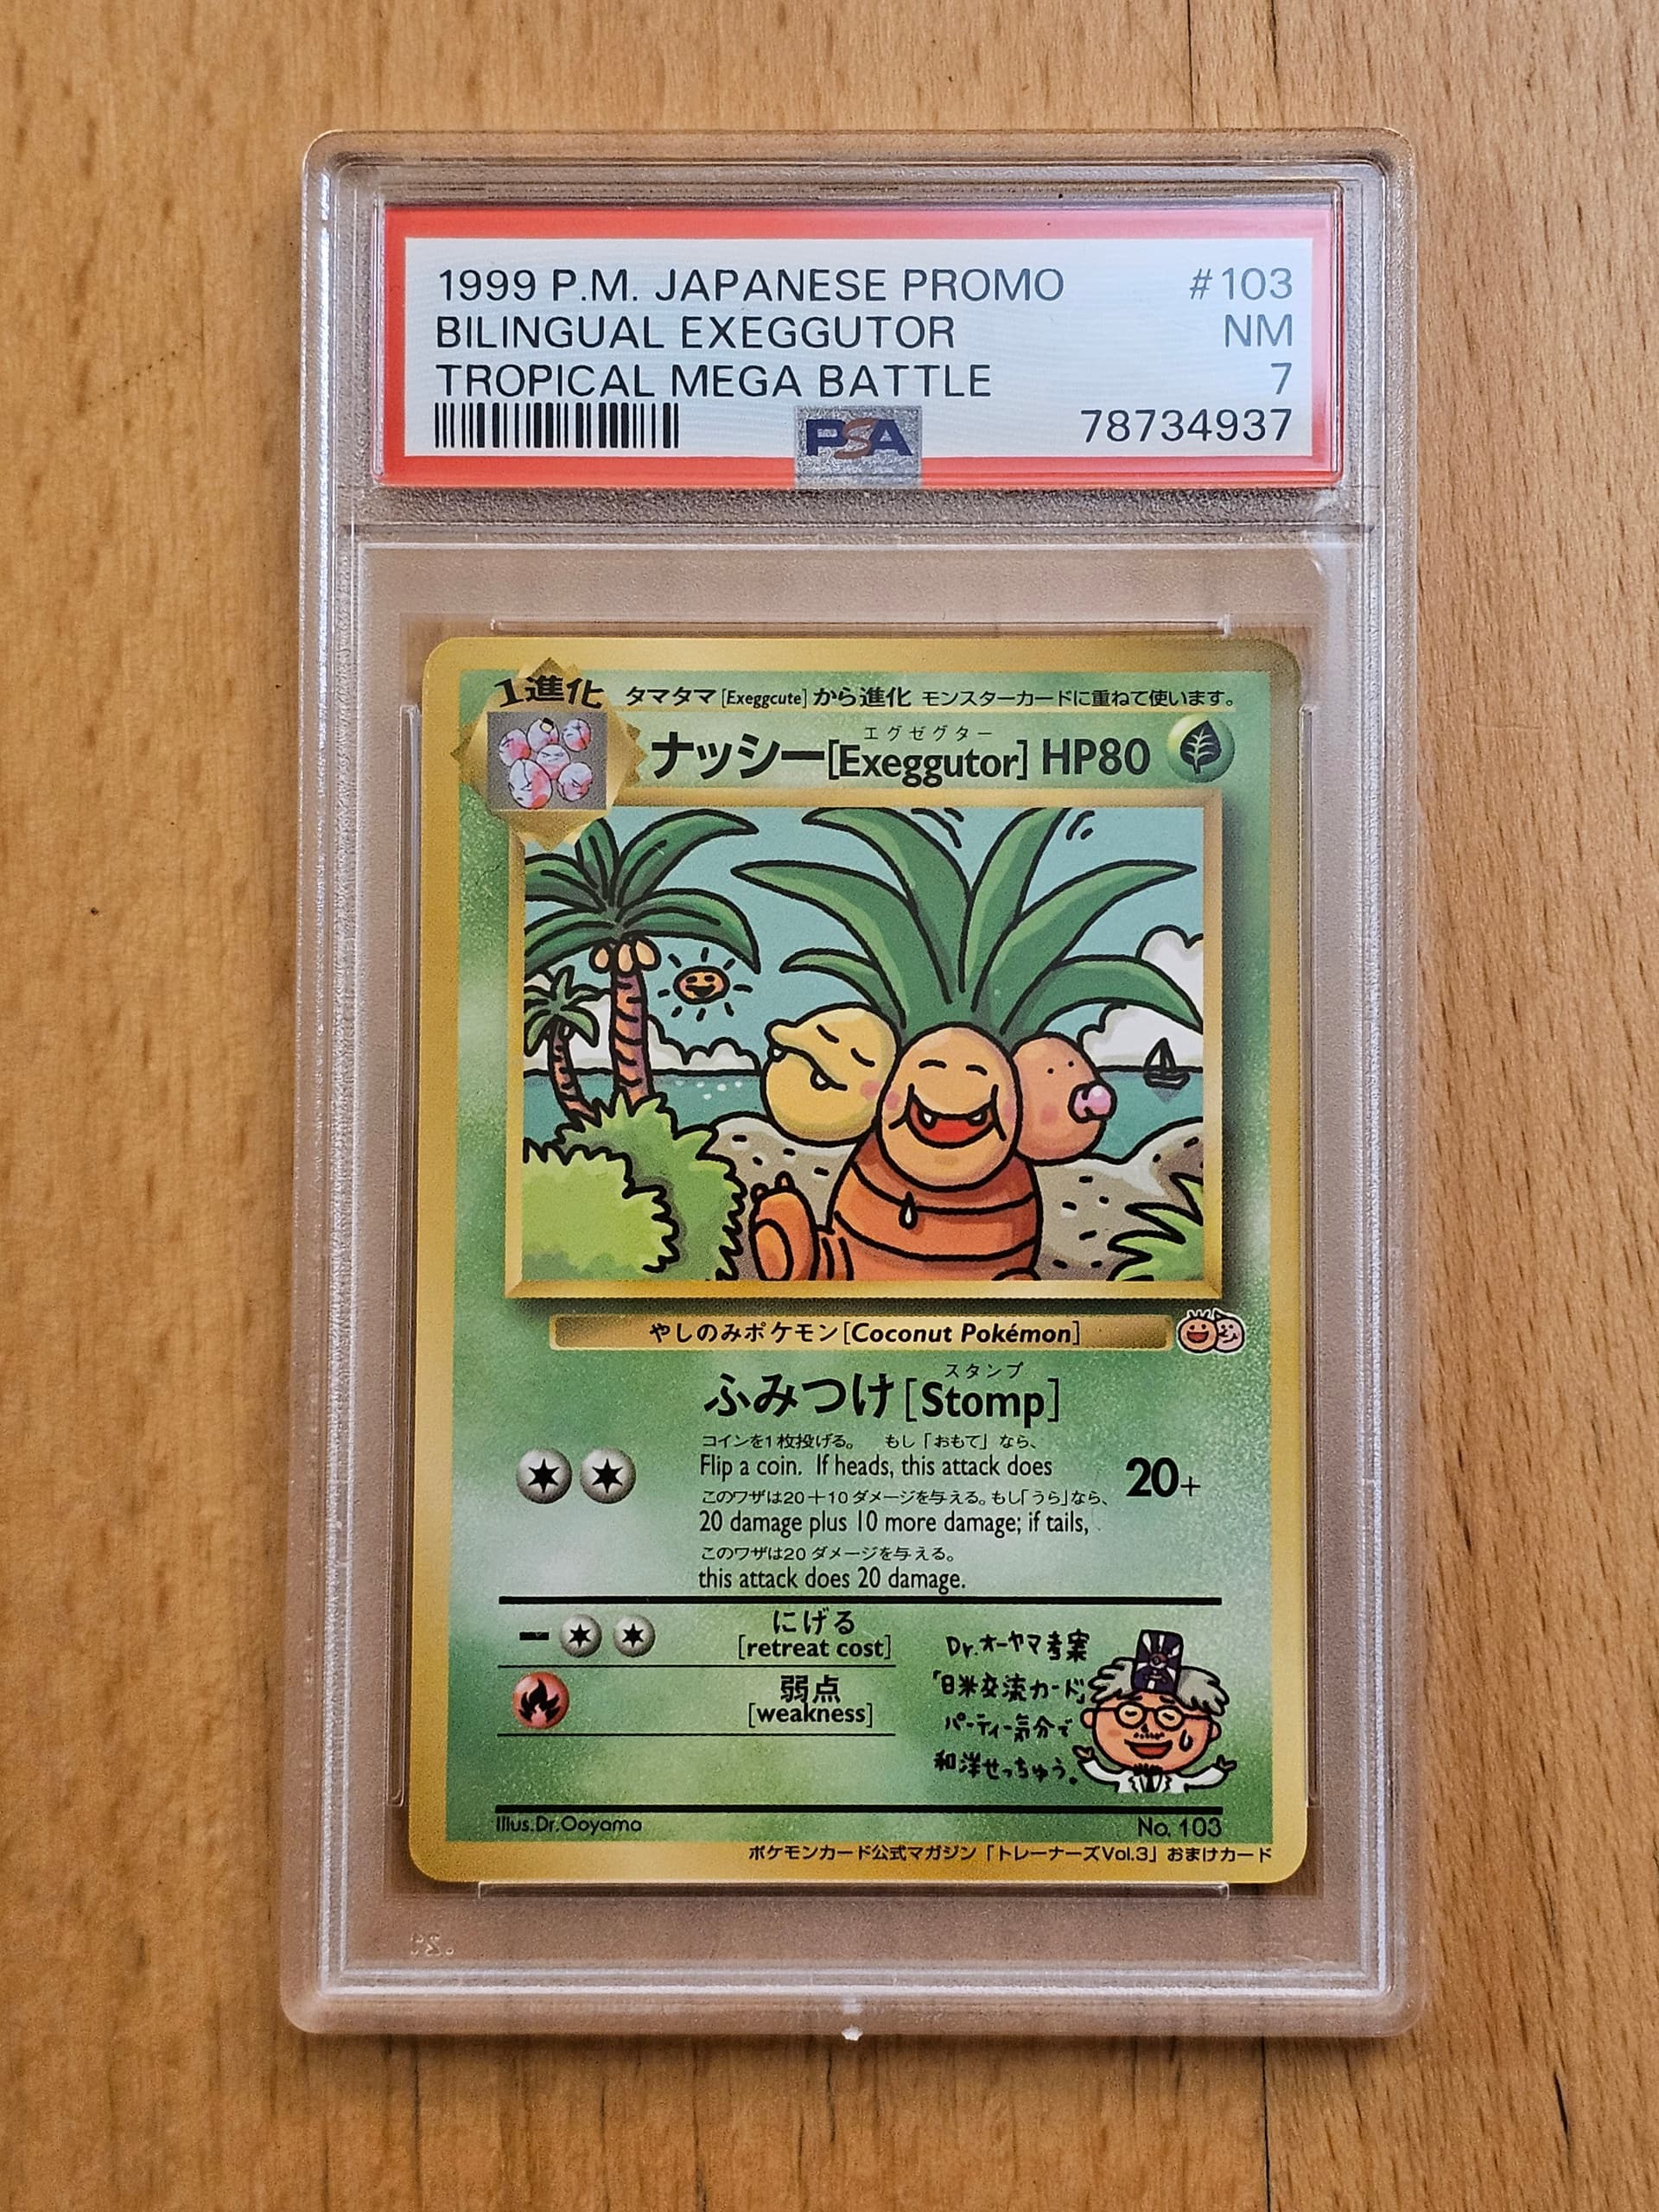 1999 P.M. JAPANESE PROMO #103
BILINGUAL EXEGGUTOR NM
TROPICAL MEGA BATTLE 7
PSA 78734937
1進化 タマタマ[Exeggcute]から進化 モンスターカードに重ねて使います。
エグゼグター
ナッシー[Exeggutor] HP80
やしのみポケモン[Coconut Pokémon]
スタンプ
ふみつけ[Stomp]
コインを1枚投げる。 もし「おもて」なら、
Flip a coin. If heads, this attack does
このワザは20+10ダメージを与える。もし「うら」なら、
20 damage plus 10 more damage; if tails,
このワザは20ダメージを与える。
this attack does 20 damage.
20+
にげる
[retreat cost]
弱点
[weakness]
Dr.オーヤマ考案
「日米交流カード」
パーティー気分で
和洋せっちゅう。
Illus.Dr.Ooyama No. 103
ポケモンカード公式マガジン「トレーナーズVol.3」おまけカード